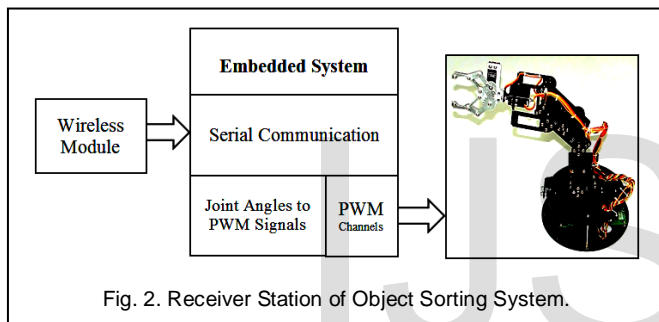 Embedded System
Wireless
Module
Serial Communication
Joint Angles to
PWM Signals
PWM
Channels
Fig. 2. Receiver Station of Object Sorting System.